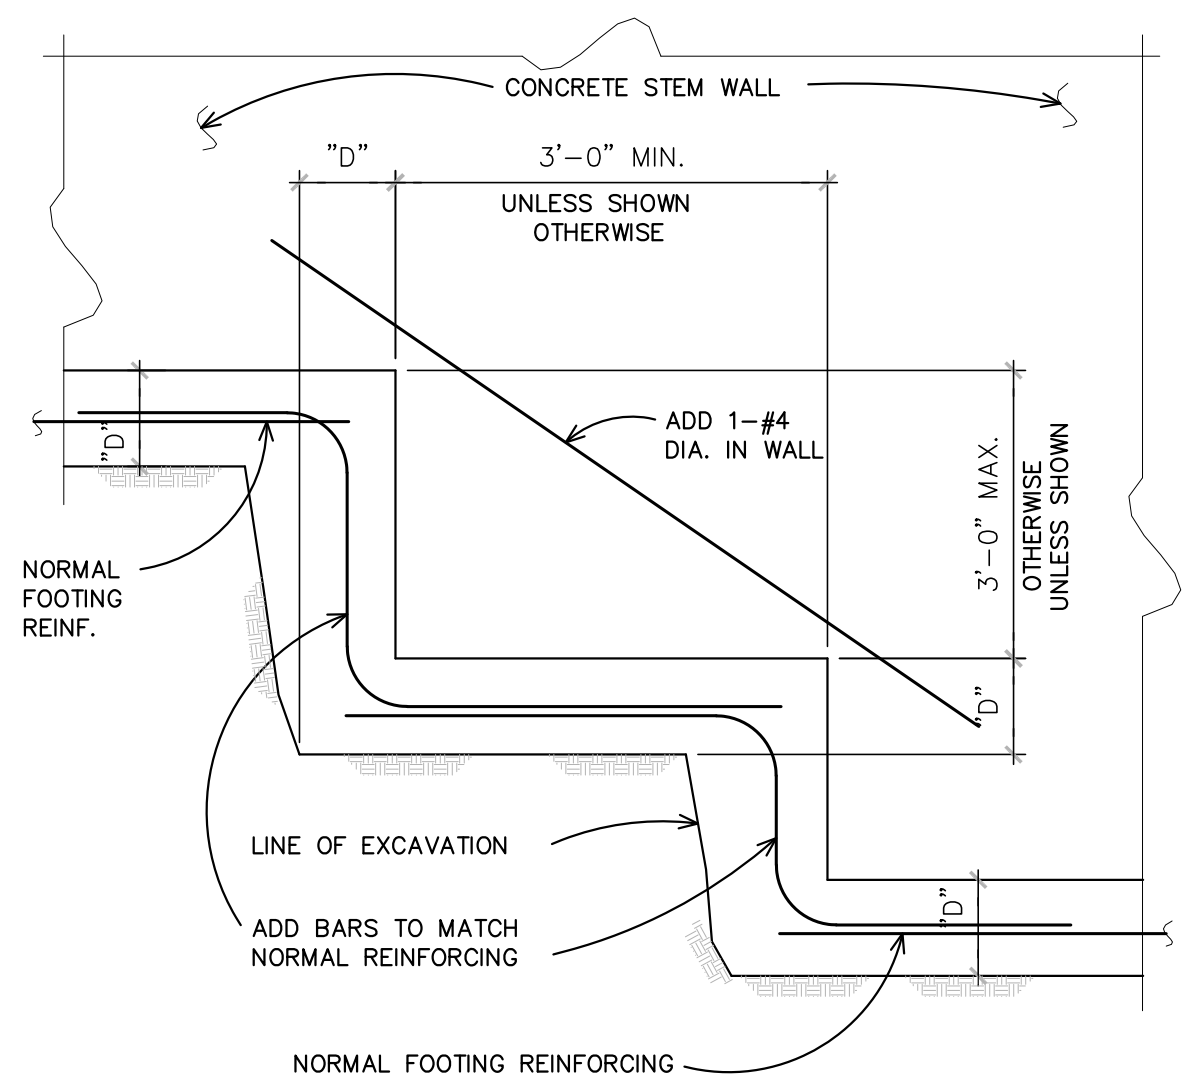 CONCRETE STEM WALL
"D"
3'-0" MIN.
UNLESS SHOWN
OTHERWISE
ADD 1-#4
DIA. IN WALL
"D"
3'-0" MAX.
OTHERWISE
UNLESS SHOWN
NORMAL
FOOTING
REINF.
"D"
LINE OF EXCAVATION
ADD BARS TO MATCH
NORMAL REINFORCING
"D"
NORMAL FOOTING REINFORCING